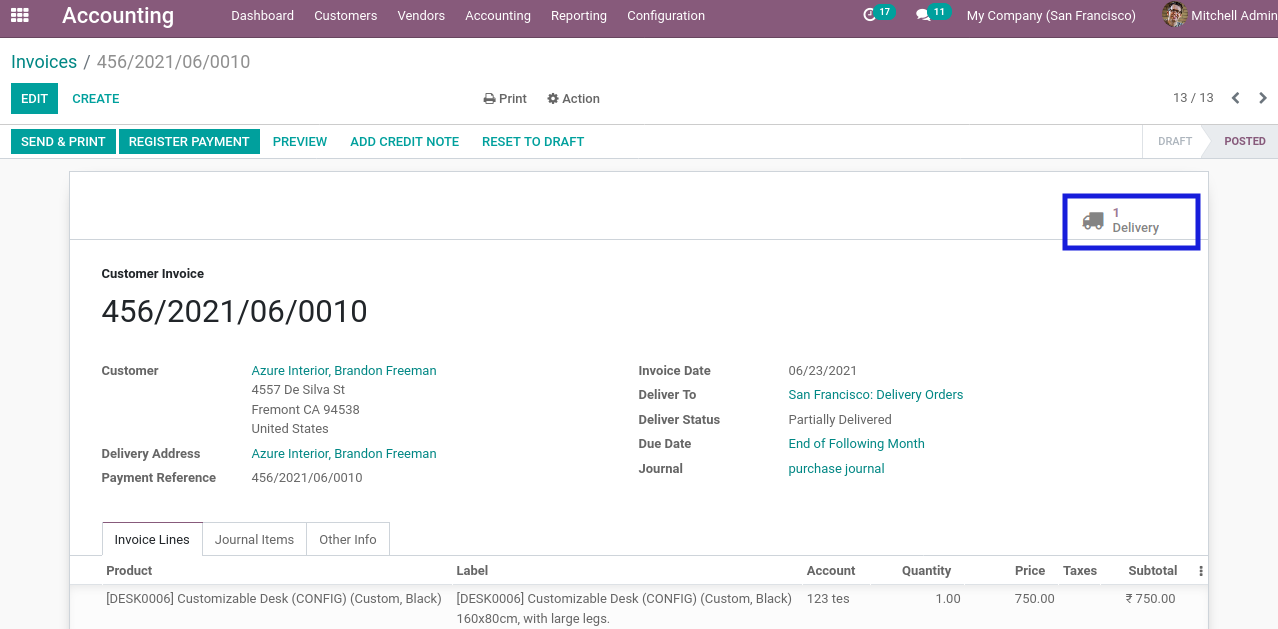 Accounting Dashboard Customers Vendors Accounting Reporting Configuration 17 11 My Company (San Francisco) Mitchell Admin
Invoices / 456/2021/06/0010
EDIT CREATE Print Action 13 / 13
SEND & PRINT REGISTER PAYMENT PREVIEW ADD CREDIT NOTE RESET TO DRAFT DRAFT POSTED
1
Delivery
Customer Invoice
456/2021/06/0010
Customer Azure Interior, Brandon Freeman
4557 De Silva St
Fremont CA 94538
United States
Delivery Address Azure Interior, Brandon Freeman
Payment Reference 456/2021/06/0010
Invoice Date 06/23/2021
Deliver To San Francisco: Delivery Orders
Deliver Status Partially Delivered
Due Date End of Following Month
Journal purchase journal
Invoice Lines Journal Items Other Info
Product Label Account Quantity Price Taxes Subtotal
[DESK0006] Customizable Desk (CONFIG) (Custom, Black) [DESK0006] Customizable Desk (CONFIG) (Custom, Black) 123 tes 1.00 750.00 ₹ 750.00
160x80cm, with large legs.